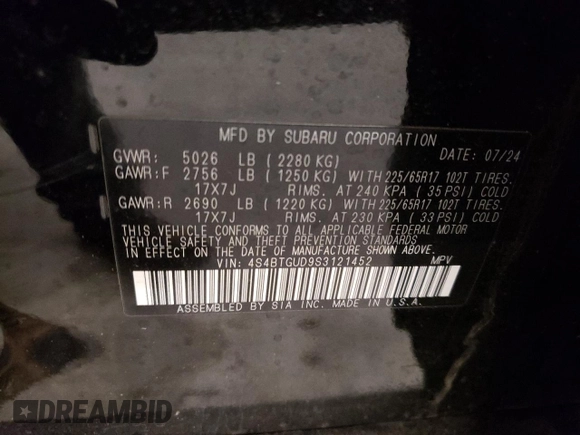 MFD BY SUBARU CORPORATION
GVWR: 5026 LB ( 2280 KG) DATE: 07/24
GAWR:F 2756 LB ( 1250 KG) WITH 225/65R17 102T TIRES.
17X7J RIMS. AT 240 KPA ( 35 PSI) COLD
GAWR:R 2690 LB ( 1220 KG) WITH 225/65R17 102T TIRES.
17X7J RIMS. AT 230 KPA ( 33 PSI) COLD
THIS VEHICLE CONFORMS TO ALL APPLICABLE FEDERAL MOTOR
VEHICLE SAFETY, BUMPER AND THEFT PREVENTION STANDARDS
IN EFFECT ON THE DATE OF MANUFACTURE SHOWN ABOVE.
VIN: 4S4BTGUD9S3121452 MPV
ASSEMBLED BY SIA INC. MADE IN U.S.A.
DREAMBID